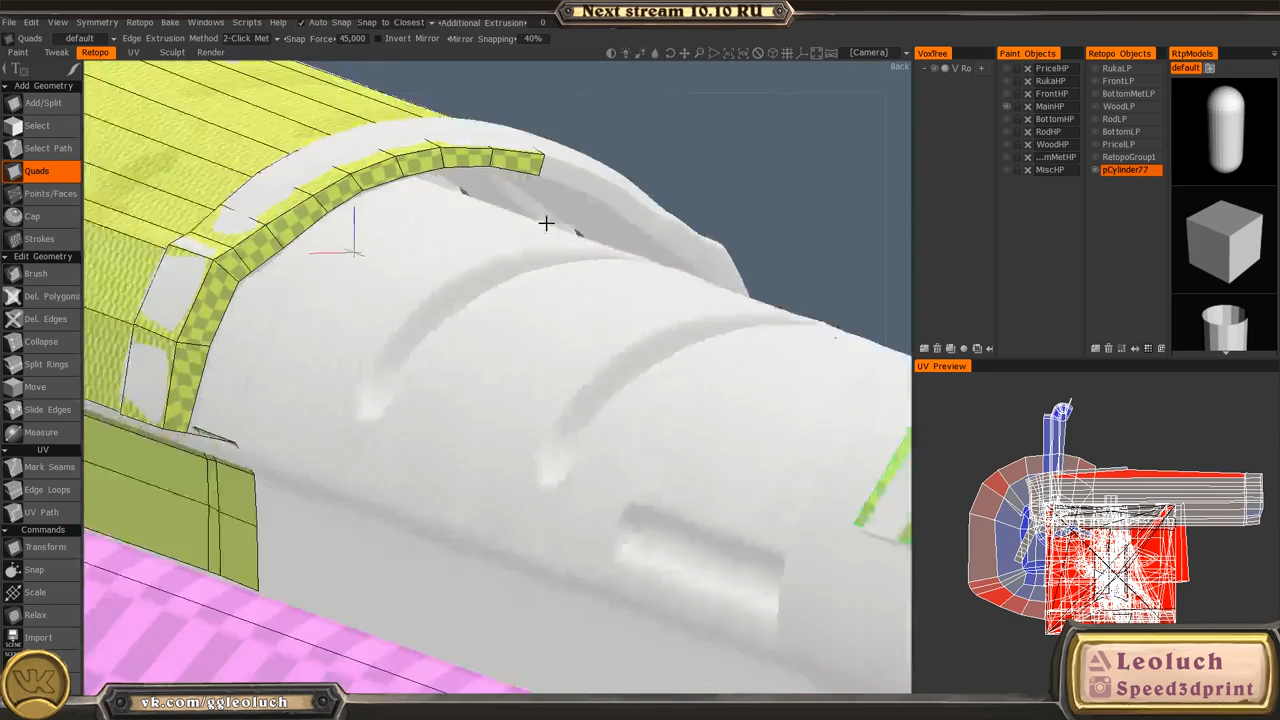 Next stream 10.10 RU
File Edit View Symmetry Retopo Bake Windows Scripts Help Auto Snap Snap to Closest Additional Extrusion 0
Quads default Edge Extrusion Method 2-Click Met Snap Force 45,000 Invert Mirror Mirror Snapping 40%
Paint Tweak Retopo UV Sculpt Render [Camera]
Back
Add Geometry
Add/Split
Select
Select Path
Quads
Points/Faces
Cap
Strokes
Edit Geometry
Brush
Del. Polygons
Del. Edges
Collapse
Split Rings
Move
Slide Edges
Measure
UV
Mark Seams
Edge Loops
UV Path
Commands
Transform
Snap
Scale
Relax
Import
VoxTree
V Ro +
Paint Objects
PricelHP
RukaHP
FrontHP
MainHP
BottomHP
RodHP
WoodHP
...mMetHP
MiscHP
Retopo Objects
RukaLP
FrontLP
BottomMetLP
WoodLP
RodLP
BottomLP
PricelLP
RetopoGroup1
pCylinder77
RtpModels
default
UV Preview
vk.com/ggleoluch
Leoluch
Speed3dprint